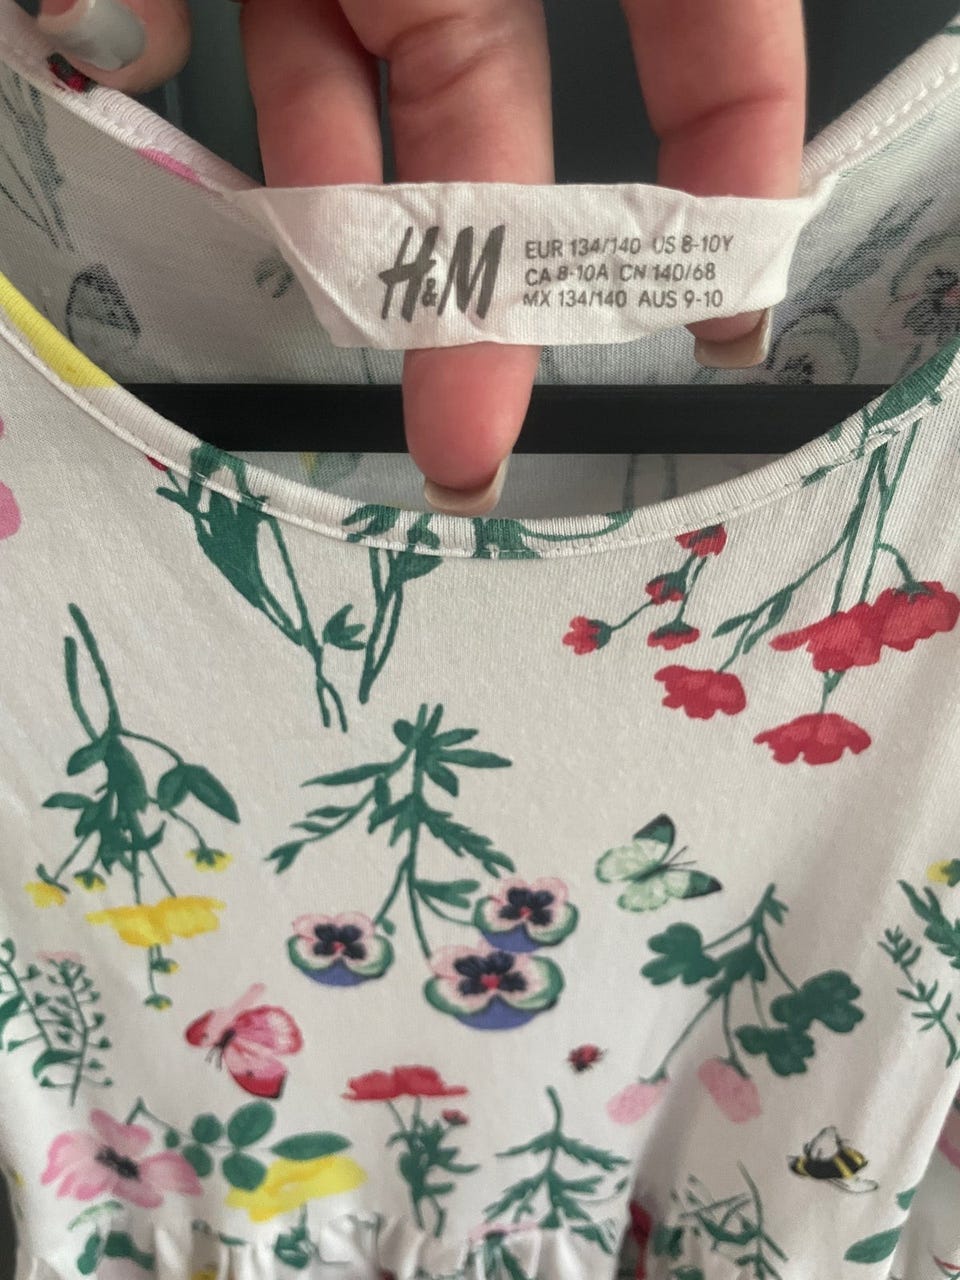 H&M
EUR 134/140 US 8-10Y
CA 8-10A CN 140/68
MX 134/140 AUS 9-10